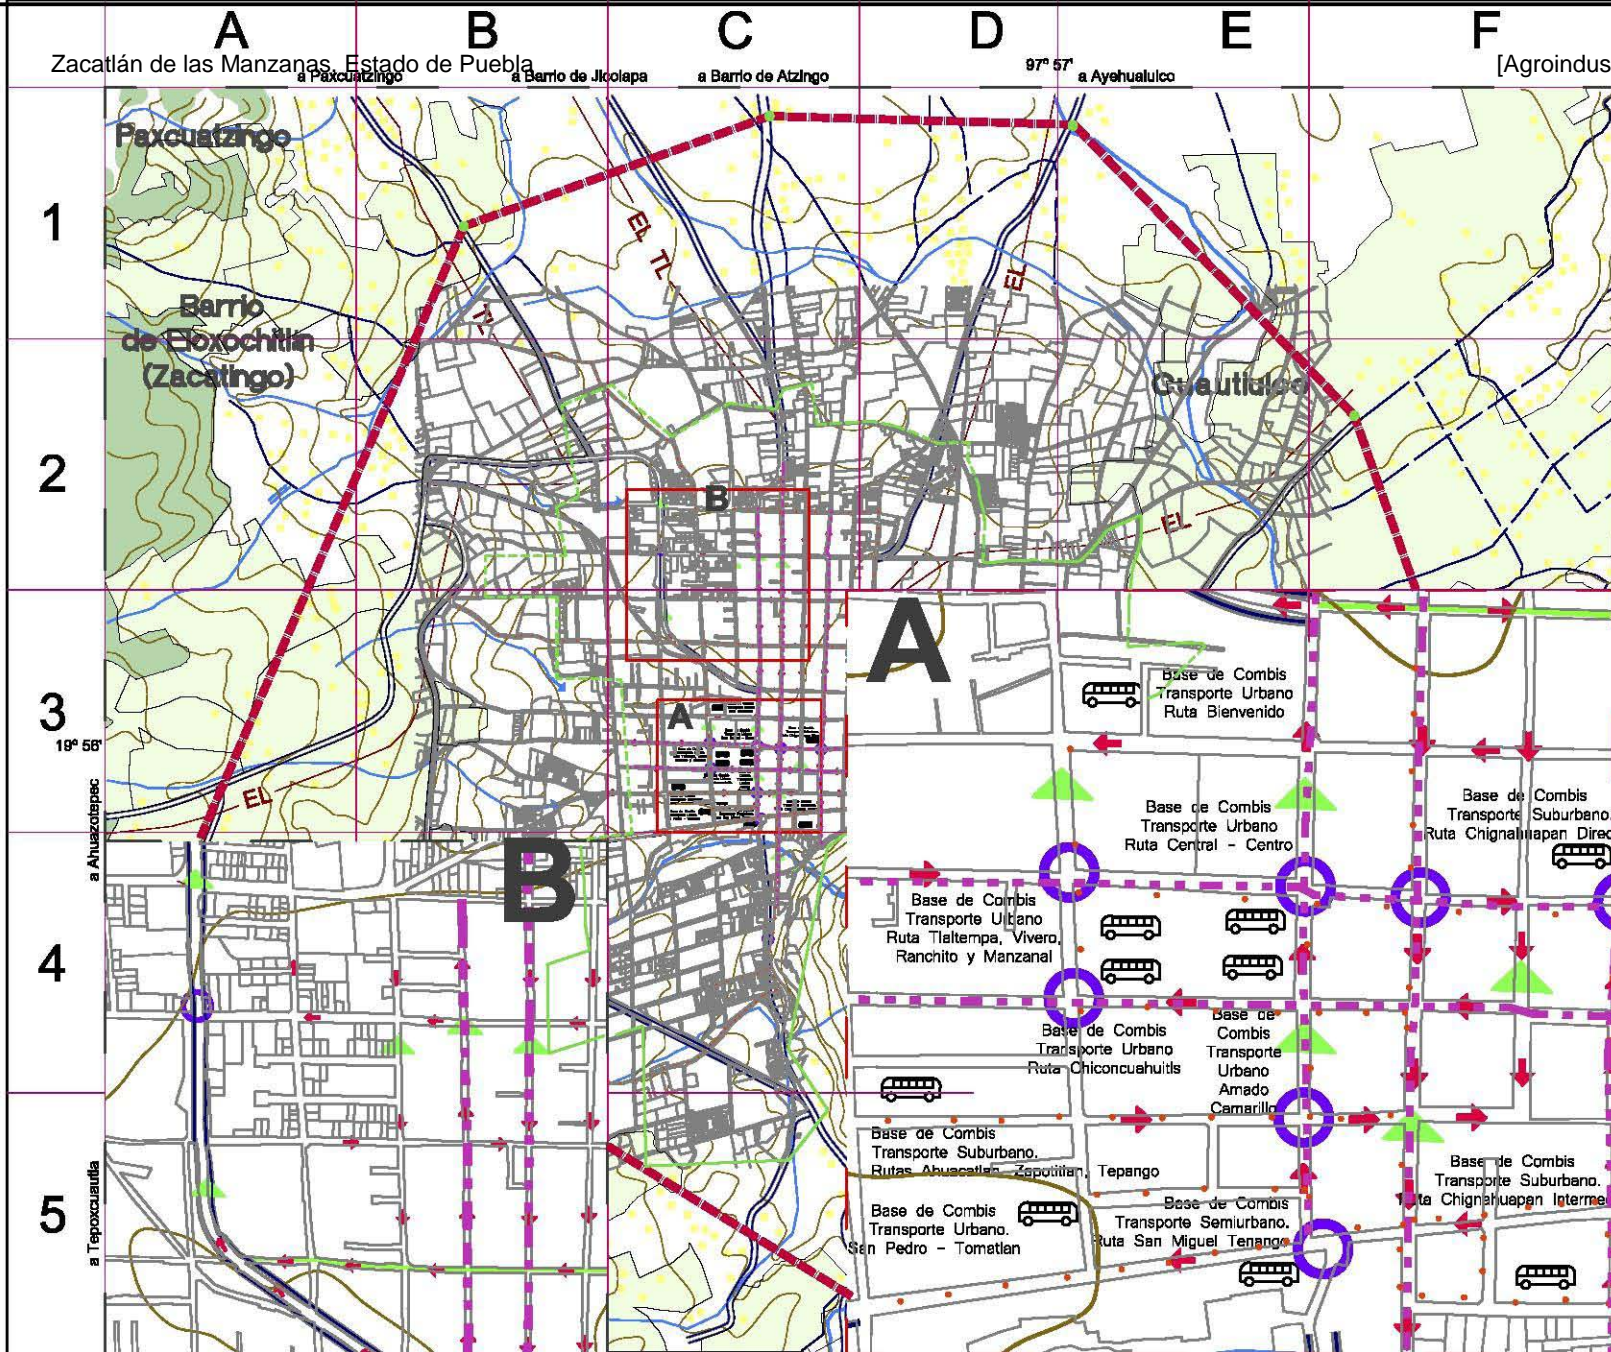 A B C D E F
Zacatlán de las Manzanas, Estado de Puebla
[Agroindus
a Paxcuatzingo
a Barrio de Jicolapa
a Barrio de Atzingo
97° 57'
a Ayehualulco
Paxcuatzingo
1
EL
TL
EL
TL
Barrio
de Eloxochitlán
(Zacatingo)
Cuautlulco
2
B
EL
A
Base de Combis
Transporte Urbano
Ruta Bienvenido
3
A
19° 56'
EL
a Ahuazotepec
Base de Combis
Transporte Urbano
Ruta Central - Centro
Base de Combis
Transporte Suburbano.
Ruta Chignahuapan Direc
B
Base de Combis
Transporte Urbano
Ruta Tlaltempa, Vivero,
Ranchito y Manzanal
4
Base de Combis
Transporte Urbano
Ruta Chiconcuahuitls
Base de
Combis
Transporte
Urbano
Amado
Camarillo
Base de Combis
Transporte Suburbano.
Rutas Ahuacatlan, Zapotitlan, Tepango
Base de Combis
Transporte Suburbano.
Ruta Chignahuapan Interme
5
a Tepoxcuautla
Base de Combis
Transporte Urbano.
San Pedro - Tomatlan
Base de Combis
Transporte Semiurbano.
Ruta San Miguel Tenango